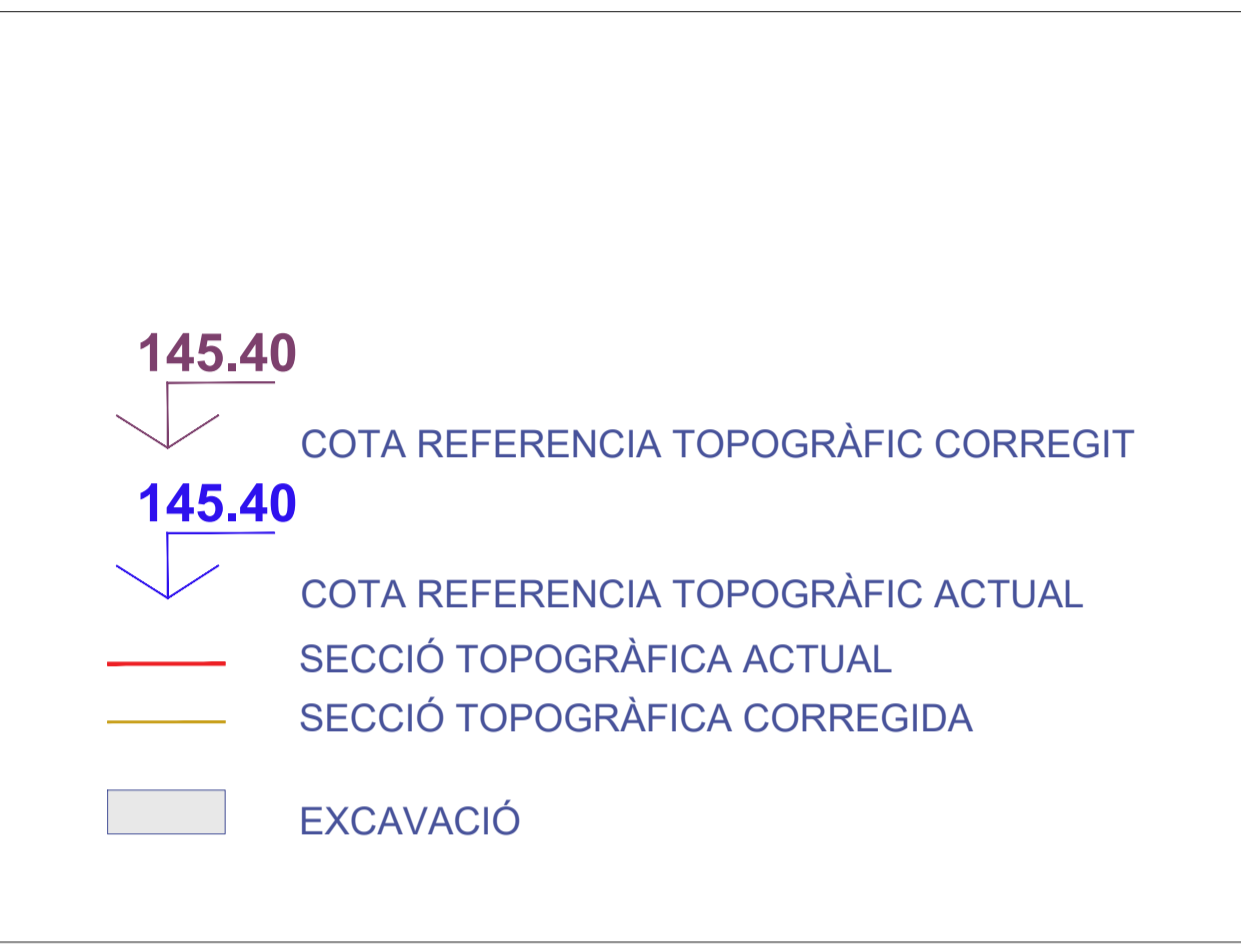 145.40
COTA REFERENCIA TOPOGRÀFIC CORREGIT
145.40
COTA REFERENCIA TOPOGRÀFIC ACTUAL
SECCIÓ TOPOGRÀFICA ACTUAL
SECCIÓ TOPOGRÀFICA CORREGIDA
EXCAVACIÓ